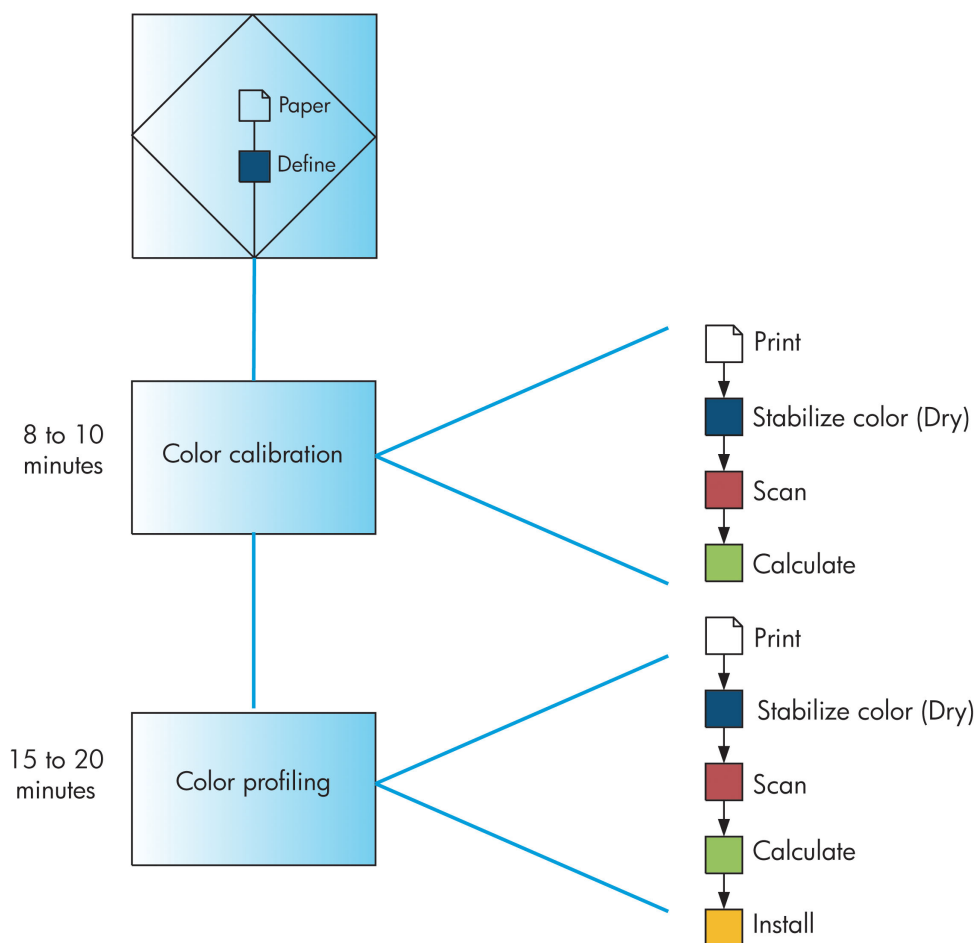 Paper
Define
8 to 10
minutes
Color calibration
Print
Stabilize color (Dry)
Scan
Calculate
15 to 20
minutes
Color profiling
Print
Stabilize color (Dry)
Scan
Calculate
Install